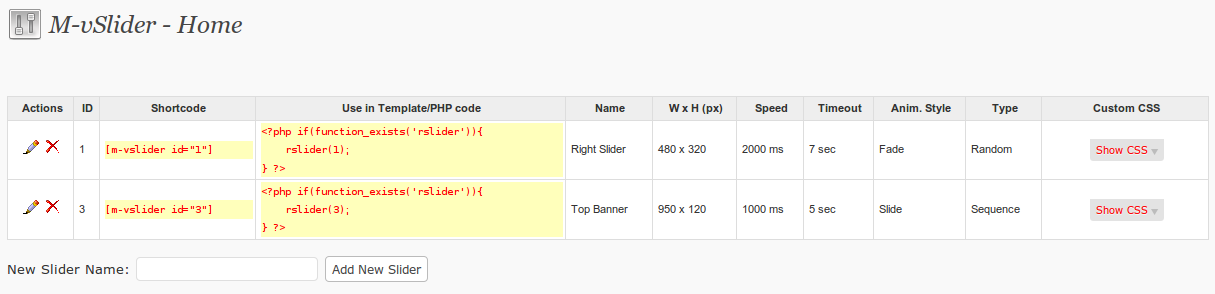 M-vSlider - Home
Actions ID Shortcode Use in Template/PHP code Name W x H (px) Speed Timeout Anim. Style Type Custom CSS
<?php if(function_exists('rslider')){
1 [m-vslider id="1"] rslider(1); Right Slider 480 x 320 2000 ms 7 sec Fade Random Show CSS
} ?>
<?php if(function_exists('rslider')){
3 [m-vslider id="3"] rslider(3); Top Banner 950 x 120 1000 ms 5 sec Slide Sequence Show CSS
} ?>
New Slider Name: Add New Slider